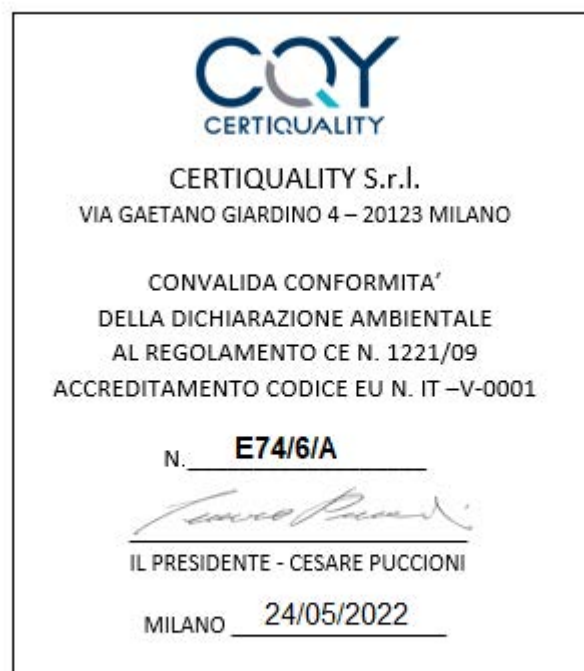 CQY
CERTIQUALITY
CERTIQUALITY S.r.l.
VIA GAETANO GIARDINO 4 – 20123 MILANO
CONVALIDA CONFORMITA’
DELLA DICHIARAZIONE AMBIENTALE
AL REGOLAMENTO CE N. 1221/09
ACCREDITAMENTO CODICE EU N. IT –V-0001
N. E74/6/A
IL PRESIDENTE - CESARE PUCCIONI
MILANO 24/05/2022